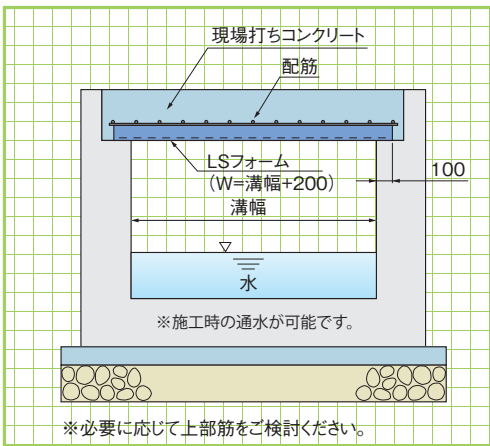 現場打ちコンクリート
配筋
LSフォーム
（W=溝幅+200）
100
溝幅
水
※施工時の通水が可能です。
※必要に応じて上部筋をご検討ください。